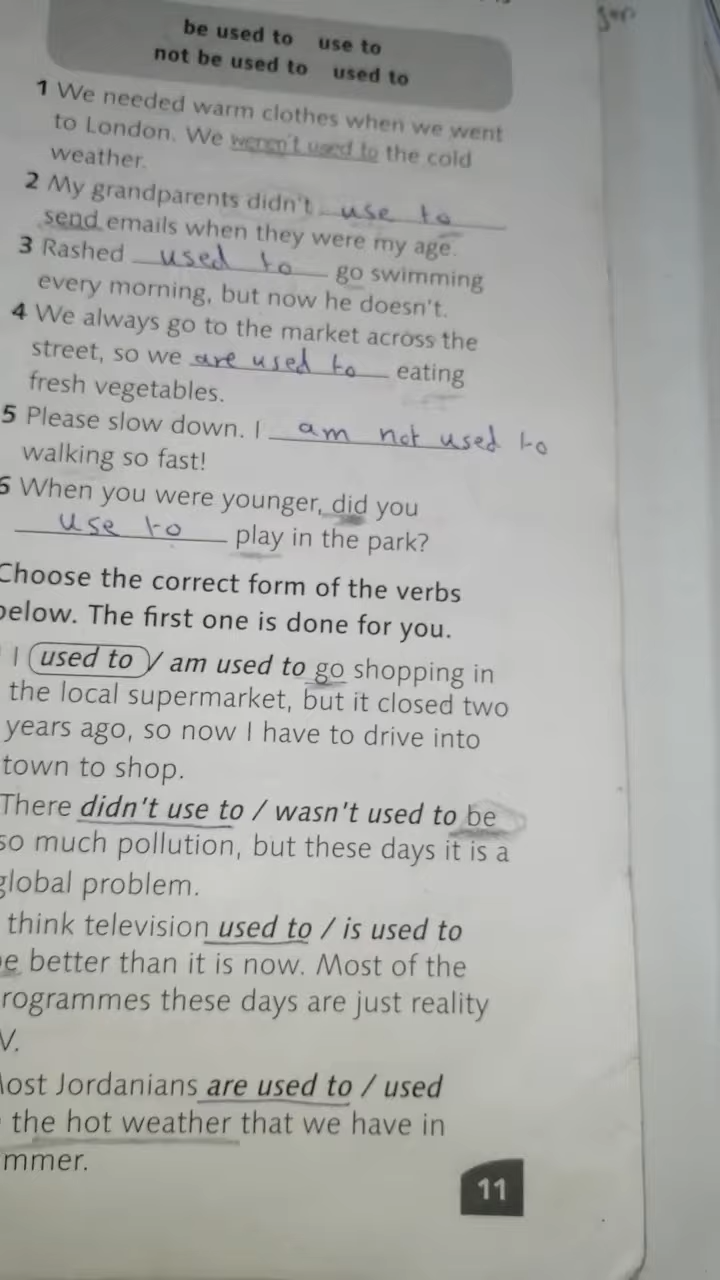 be used to use to
not be used to used to
1 We needed warm clothes when we went
to London. We weren't used to the cold
weather.
2 My grandparents didn't use to
send emails when they were my age.
3 Rashed used to go swimming
every morning, but now he doesn't.
4 We always go to the market across the
street, so we are used to eating
fresh vegetables.
5 Please slow down. I am not used to
walking so fast!
6 When you were younger, did you
use to play in the park?
Choose the correct form of the verbs
below. The first one is done for you.
I used to / am used to go shopping in
the local supermarket, but it closed two
years ago, so now I have to drive into
town to shop.
There didn't use to / wasn't used to be
so much pollution, but these days it is a
global problem.
think television used to / is used to
be better than it is now. Most of the
rogrammes these days are just reality
V.
Most Jordanians are used to / used
the hot weather that we have in
mmer.
11